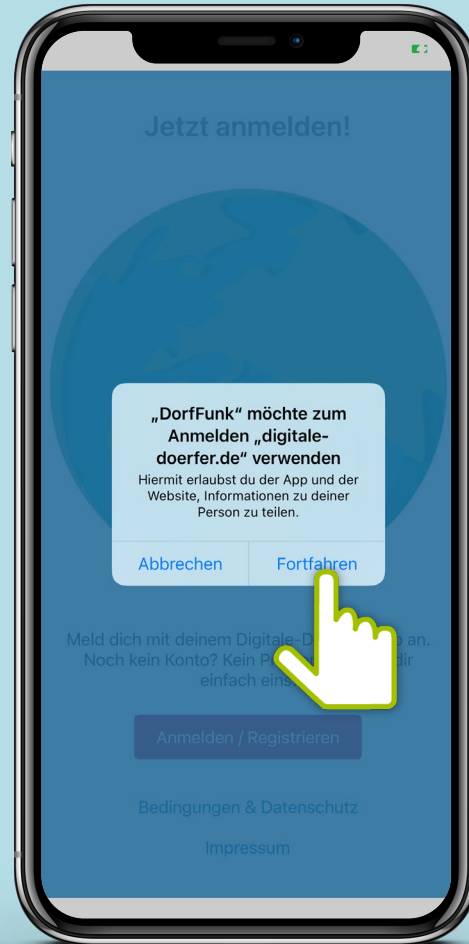 Jetzt anmelden!
„DorfFunk“ möchte zum
Anmelden „digitale-
doerfer.de“ verwenden
Hiermit erlaubst du der App und der
Website, Informationen zu deiner
Person zu teilen.
Abbrechen Fortfahren
Meld dich mit deinem an.
Noch kein Konto? Kein dir
einfach
Anmelden / Registrieren
Bedingungen & Datenschutz
Impressum